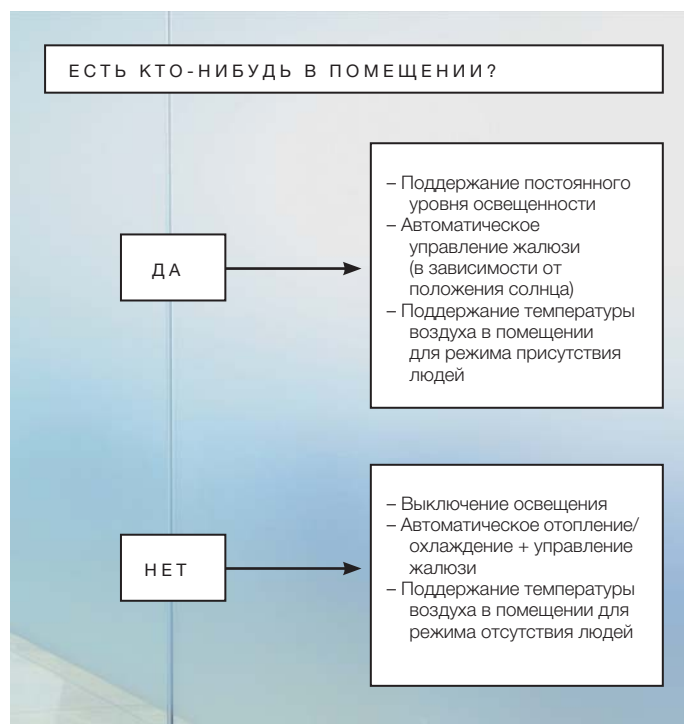 ЕСТЬ КТО-НИБУДЬ В ПОМЕЩЕНИИ?
ДА
– Поддержание постоянного
уровня освещенности
– Автоматическое
управление жалюзи
(в зависимости от
положения солнца)
– Поддержание температуры
воздуха в помещении
для режима присутствия
людей
НЕТ
– Выключение освещения
– Автоматическое отопление/
охлаждение + управление
жалюзи
– Поддержание температуры
воздуха в помещении для
режима отсутствия людей